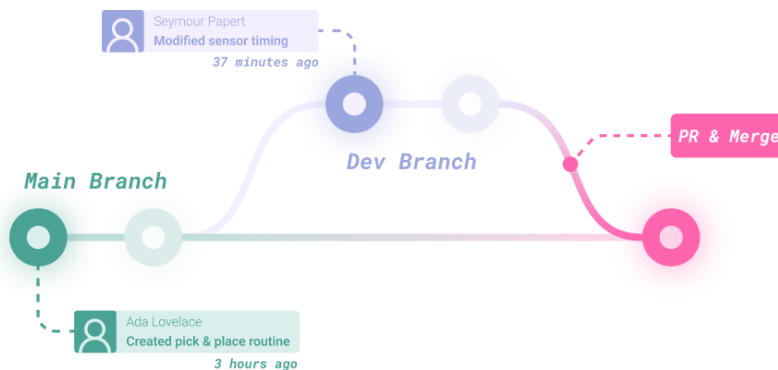 Seymour Papert
Modified sensor timing
37 minutes ago
PR & Merge
Dev Branch
Main Branch
Ada Lovelace
Created pick & place routine
3 hours ago